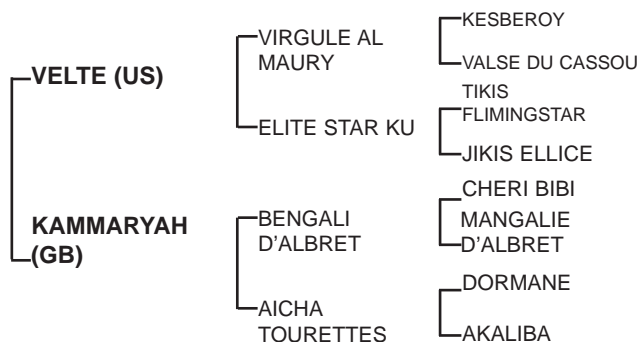 VELTE (US)
KAMMARYAH
(GB)
VIRGULE AL
MAURY
ELITE STAR KU
BENGALI
D'ALBRET
AICHA
TOURETTES
KESBEROY
VALSE DU CASSOU
TIKIS
FLIMINGSTAR
JIKIS ELLICE
CHERI BIBI
MANGALIE
D'ALBRET
DORMANE
AKALIBA